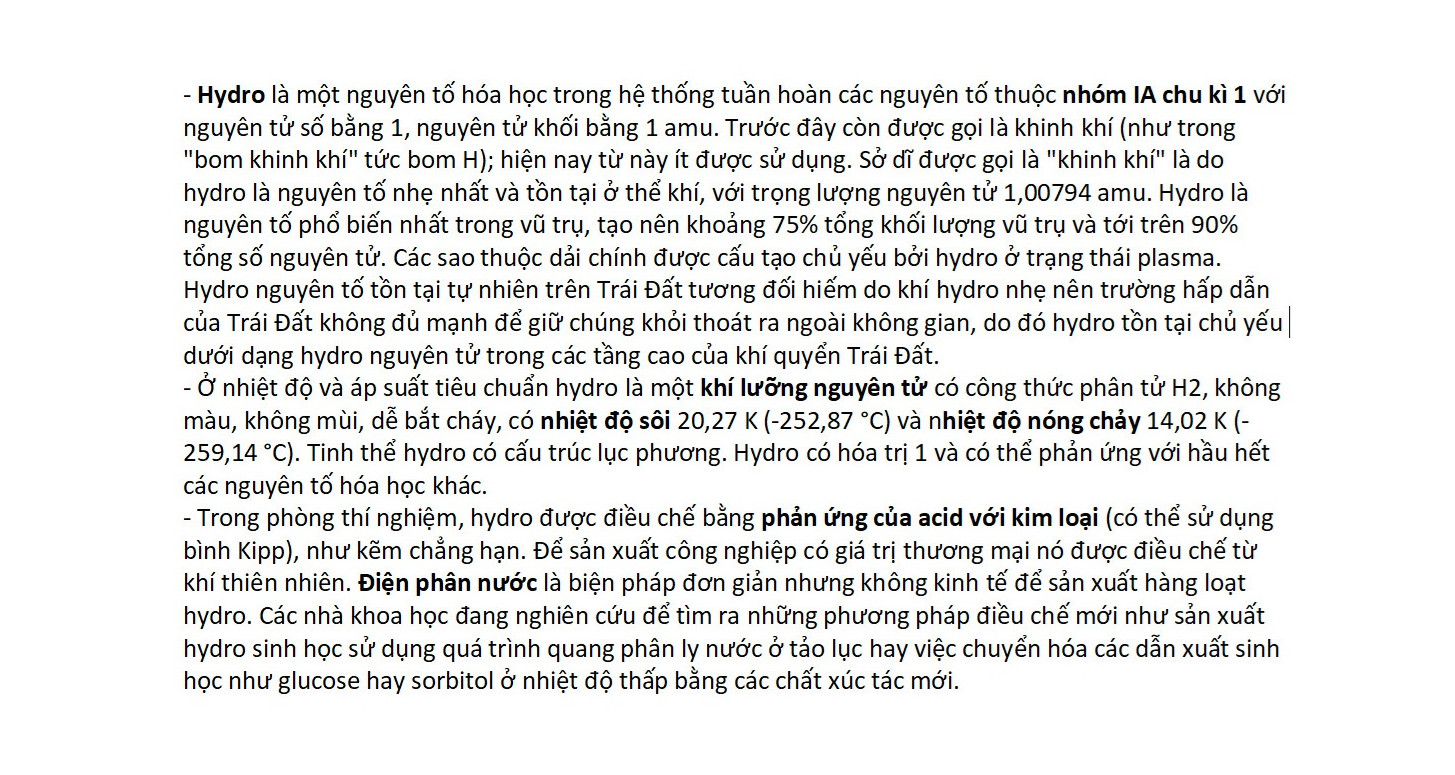 - Hydro là một nguyên tố hóa học trong hệ thống tuần hoàn các nguyên tố thuộc nhóm IA chu kì 1 với
nguyên tử số bằng 1, nguyên tử khối bằng 1 amu. Trước đây còn được gọi là khinh khí (như trong
"bom khinh khí" tức bom H); hiện nay từ này ít được sử dụng. Sở dĩ được gọi là "khinh khí" là do
hydro là nguyên tố nhẹ nhất và tồn tại ở thể khí, với trọng lượng nguyên tử 1,00794 amu. Hydro là
nguyên tố phổ biến nhất trong vũ trụ, tạo nên khoảng 75% tổng khối lượng vũ trụ và tới trên 90%
tổng số nguyên tử. Các sao thuộc dải chính được cấu tạo chủ yếu bởi hydro ở trạng thái plasma.
Hydro nguyên tố tồn tại tự nhiên trên Trái Đất tương đối hiếm do khí hydro nhẹ nên trường hấp dẫn
của Trái Đất không đủ mạnh để giữ chúng khỏi thoát ra ngoài không gian, do đó hydro tồn tại chủ yếu
dưới dạng hydro nguyên tử trong các tầng cao của khí quyển Trái Đất.
- Ở nhiệt độ và áp suất tiêu chuẩn hydro là một khí lưỡng nguyên tử có công thức phân tử H2, không
màu, không mùi, dễ bắt cháy, có nhiệt độ sôi 20,27 K (-252,87 °C) và nhiệt độ nóng chảy 14,02 K (-
259,14 °C). Tinh thể hydro có cấu trúc lục phương. Hydro có hóa trị 1 và có thể phản ứng với hầu hết
các nguyên tố hóa học khác.
- Trong phòng thí nghiệm, hydro được điều chế bằng phản ứng của acid với kim loại (có thể sử dụng
bình Kipp), như kẽm chẳng hạn. Để sản xuất công nghiệp có giá trị thương mại nó được điều chế từ
khí thiên nhiên. Điện phân nước là biện pháp đơn giản nhưng không kinh tế để sản xuất hàng loạt
hydro. Các nhà khoa học đang nghiên cứu để tìm ra những phương pháp điều chế mới như sản xuất
hydro sinh học sử dụng quá trình quang phân ly nước ở tảo lục hay việc chuyển hóa các dẫn xuất sinh
học như glucose hay sorbitol ở nhiệt độ thấp bằng các chất xúc tác mới.